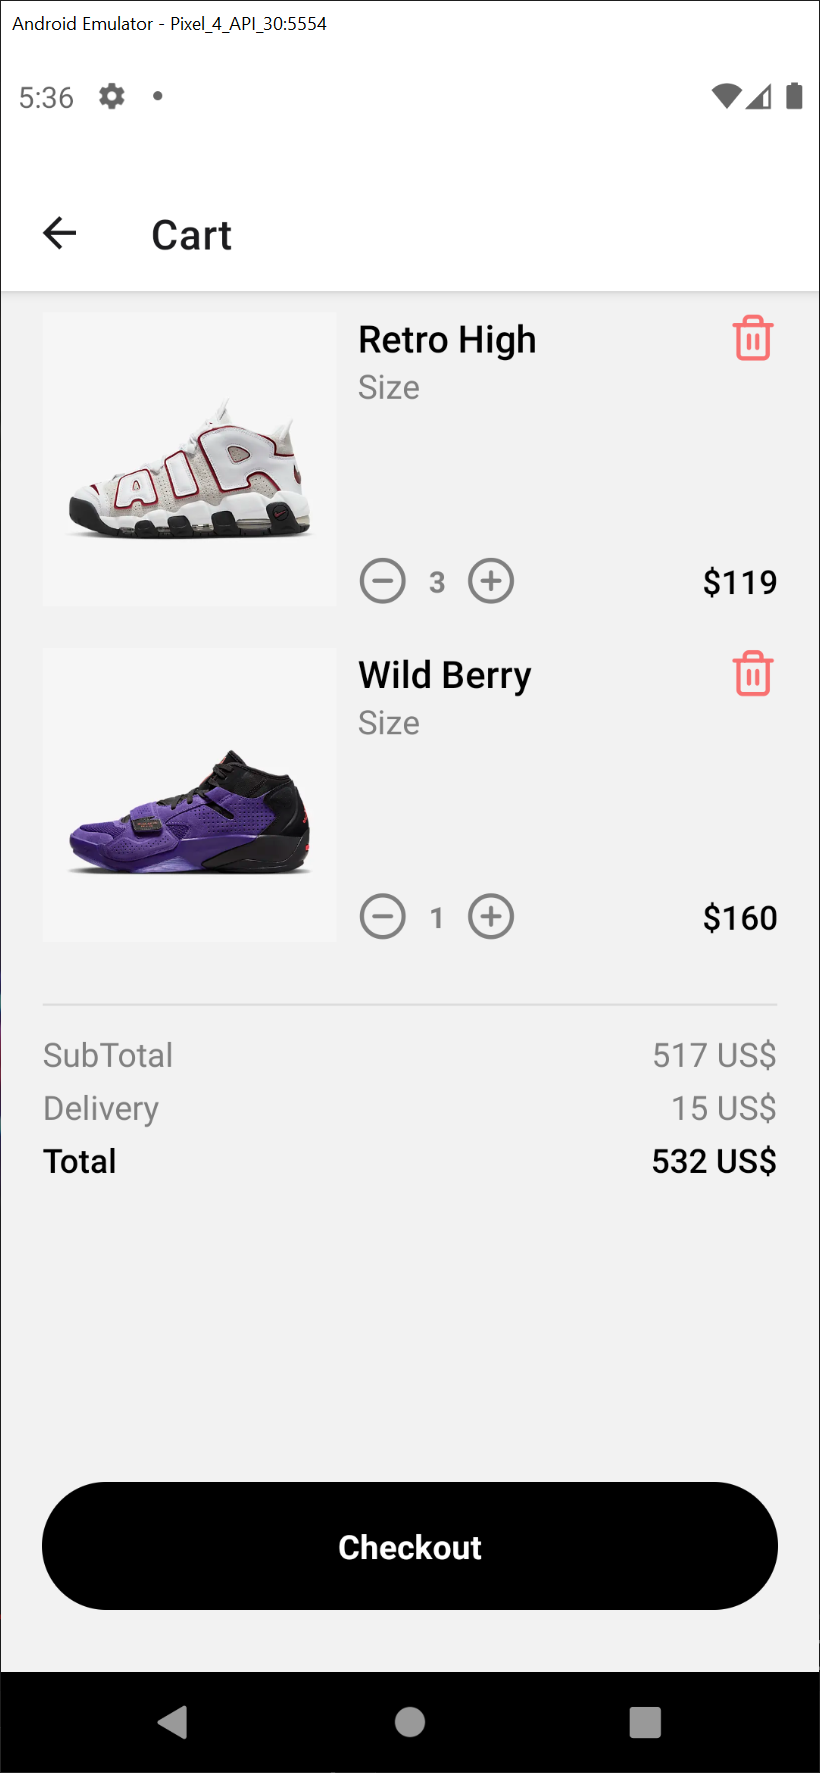 Android Emulator - Pixel_4_API_30:5554
5:36
Cart
Retro High
Size
AIR
3
$119
Wild Berry
Size
1
$160
SubTotal 517 US$
Delivery 15 US$
Total 532 US$
Checkout